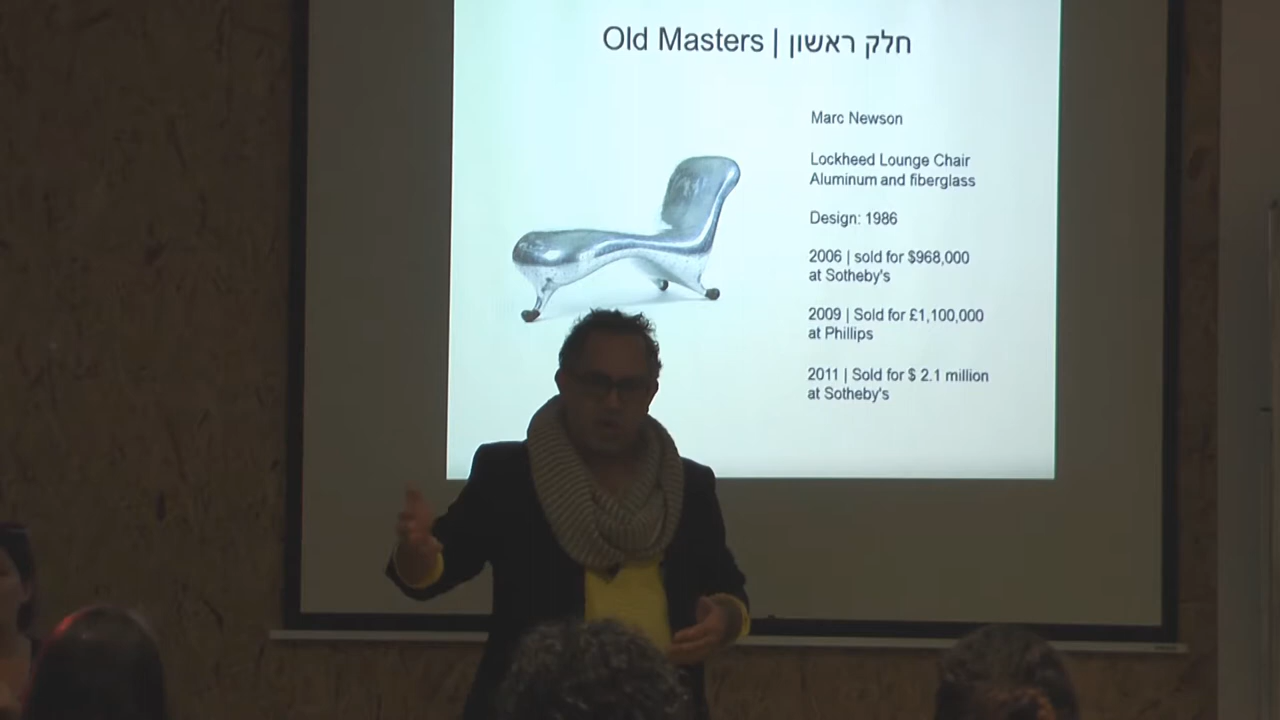 Old Masters | חלק ראשון
Marc Newson
Lockheed Lounge Chair
Aluminum and fiberglass
Design: 1986
2006 | sold for $968,000
at Sotheby's
2009 | Sold for £1,100,000
at Phillips
2011 | Sold for $ 2.1 million
at Sotheby's